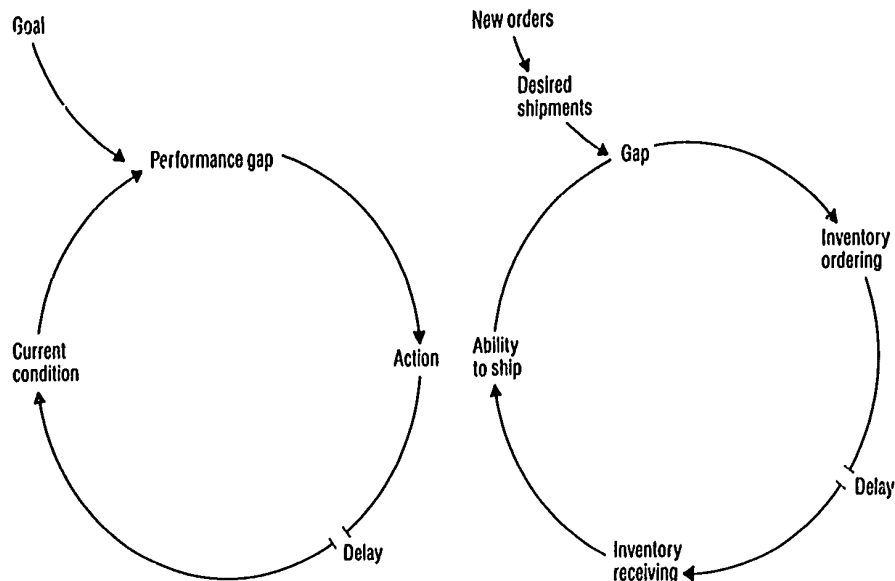 Goal
Performance gap
Current
condition
Action
Delay
New orders
Desired
shipments
Gap
Inventory
ordering
Ability
to ship
Delay
Inventory
receiving